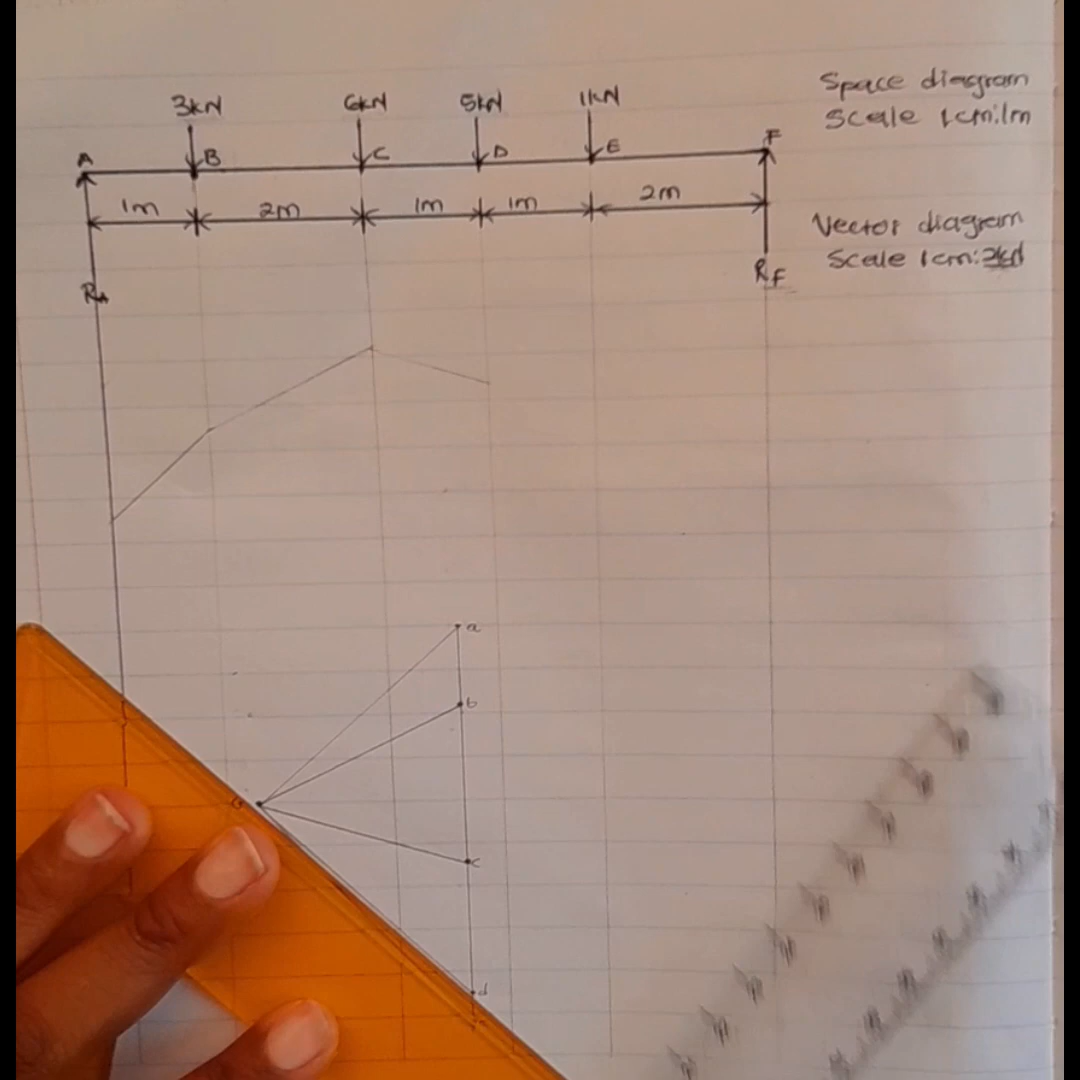 3kN 6kN 5kN 1kN
Space diagram
Scale 1cm:1m
A B C D E F
1m 2m 1m 1m 2m
Vector diagram
Scale 1cm:2kN
RA RF
a
b
o
c
d